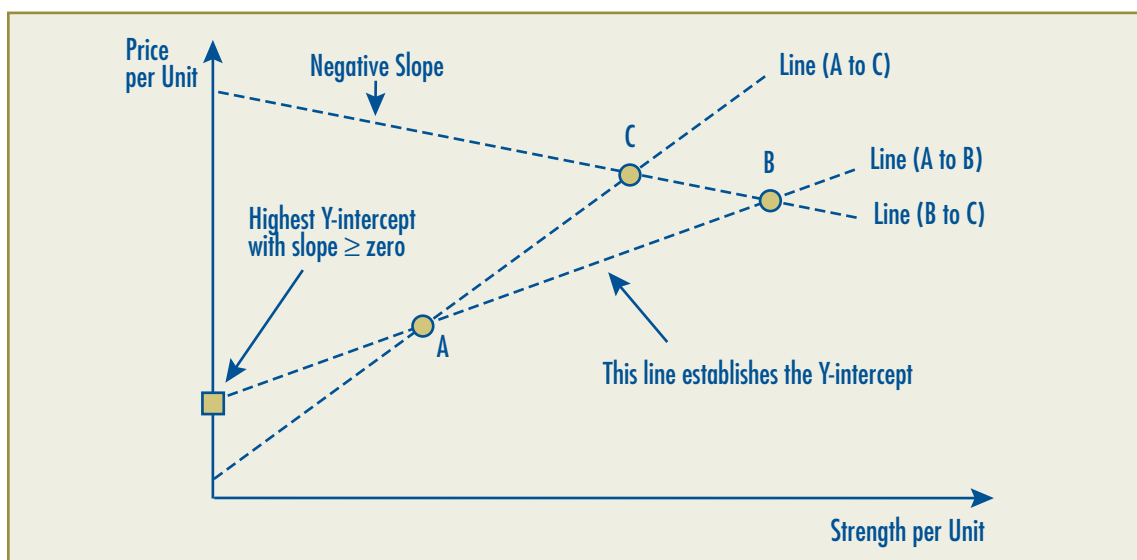 Price
per Unit
Negative Slope
Line (A to C)
C
B
Line (A to B)
Line (B to C)
Highest Y-intercept
with slope ≥ zero
A
This line establishes the Y-intercept
Strength per Unit